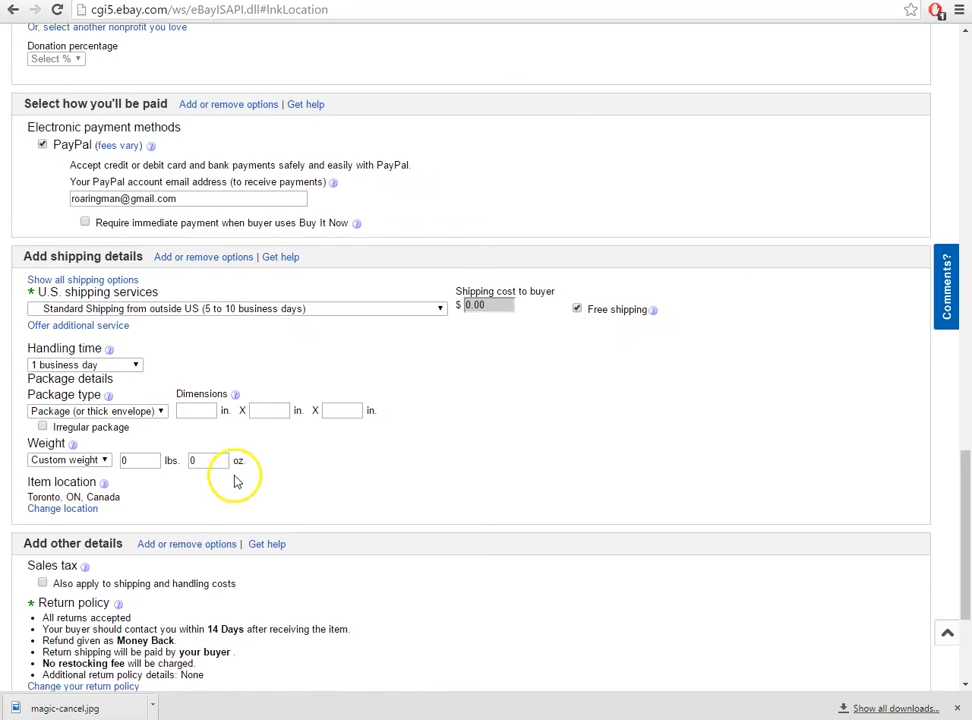 cgi5.ebay.com/ws/eBayISAPI.dll#lnkLocation
1
Or, select another nonprofit you love
Donation percentage
Select %
Select how you'll be paid Add or remove options | Get help
Electronic payment methods
PayPal (fees vary) ?
Accept credit or debit card and bank payments safely and easily with PayPal.
Your PayPal account email address (to receive payments) ?
roaringman@gmail.com
Require immediate payment when buyer uses Buy It Now ?
Add shipping details Add or remove options | Get help
Show all shipping options
* U.S. shipping services Shipping cost to buyer
Standard Shipping from outside US (5 to 10 business days) $ 0.00 Free shipping ?
Offer additional service
Handling time ?
1 business day
Package details
Package type ? Dimensions ?
Package (or thick envelope) in. X in. X in.
Irregular package
Weight ?
Custom weight 0 lbs. 0 oz.
Item location ?
Toronto, ON, Canada
Change location
Add other details Add or remove options | Get help
Sales tax ?
Also apply to shipping and handling costs
* Return policy ?
• All returns accepted
• Your buyer should contact you within 14 Days after receiving the item.
• Refund given as Money Back.
• Return shipping will be paid by your buyer .
• No restocking fee will be charged.
• Additional return policy details: None
Change your return policy
Comments?
magic-cancel.jpg Show all downloads...